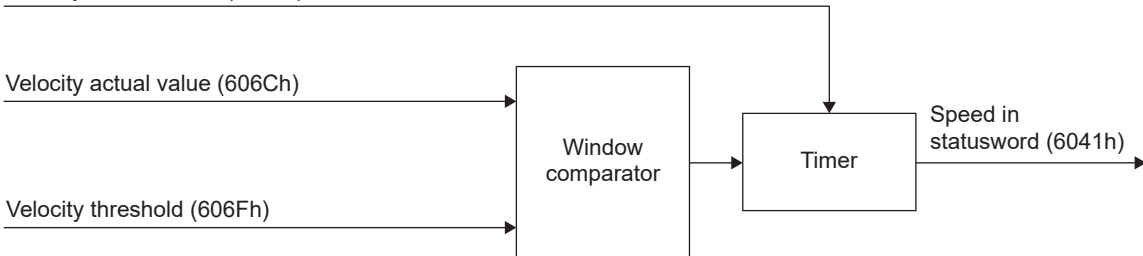 Velocity actual value (606Ch)
Window
comparator
Timer
Speed in
statusword (6041h)
Velocity threshold (606Fh)